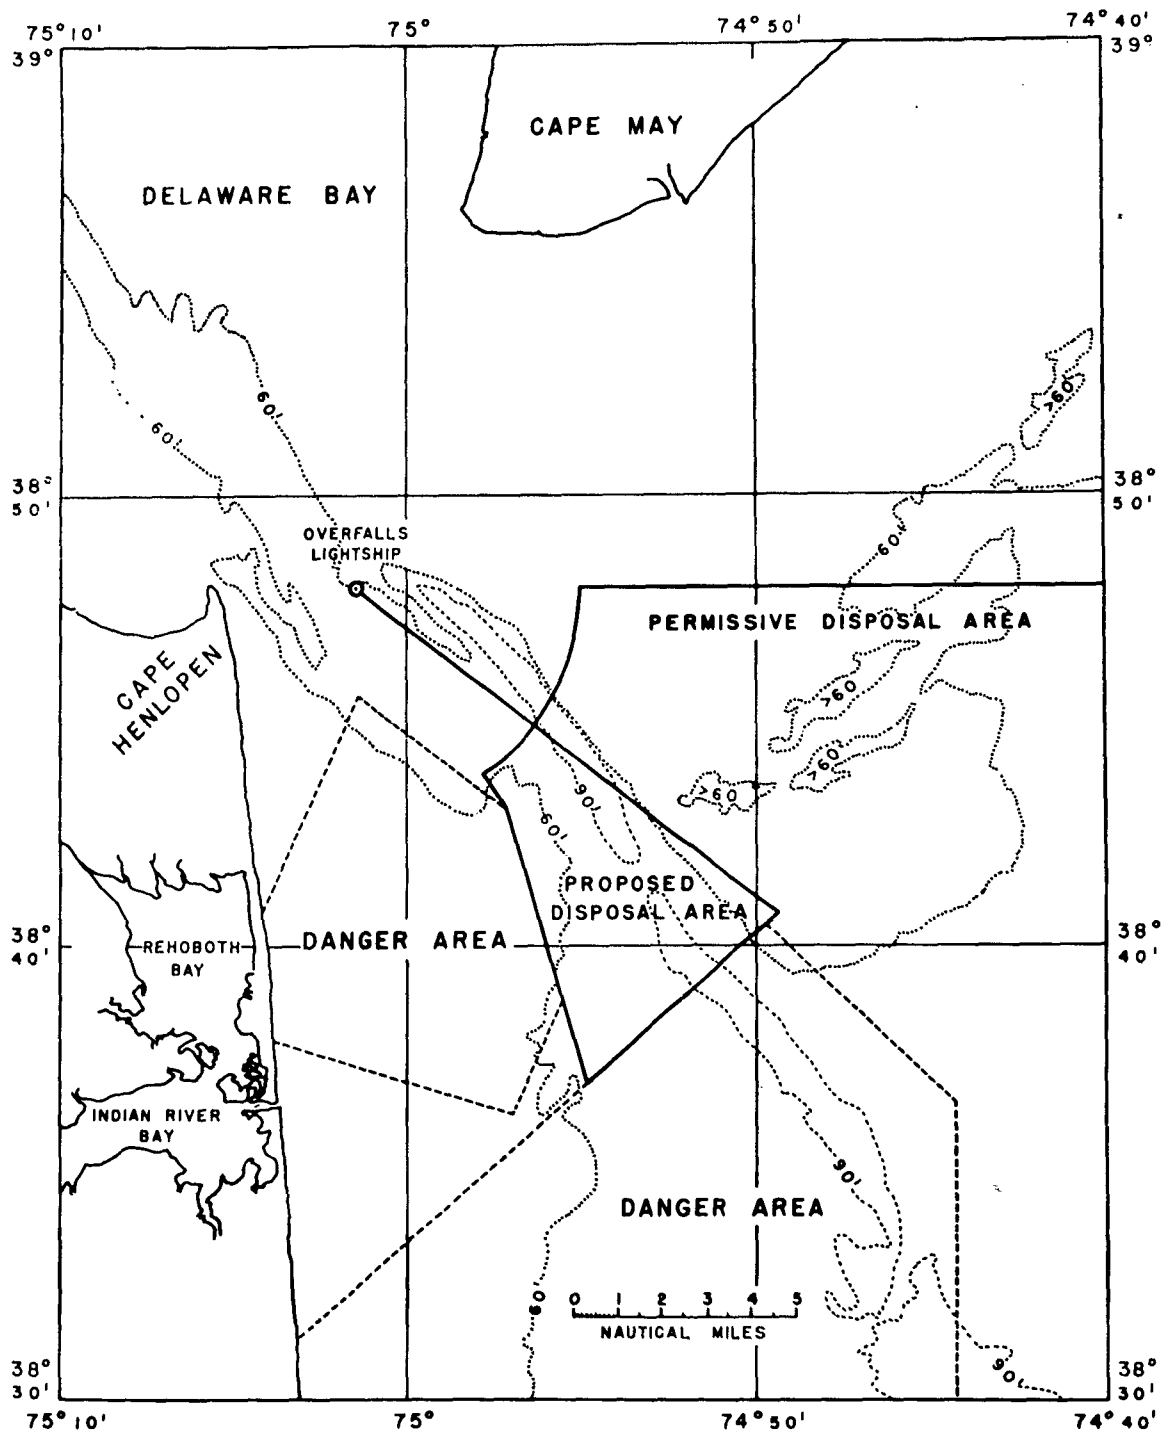 75° 10'
75°
74° 50'
74° 40'
39°
39°
CAPE MAY
DELAWARE BAY
>60'
60'
60'
38°
50'
38°
50'
OVERFALLS
LIGHTSHIP
60'
PERMISSIVE DISPOSAL AREA
CAPE
HENLOPEN
>60
>60'
>60
90'
60'
PROPOSED
DISPOSAL AREA
38°
40'
REHOBOTH
BAY
DANGER AREA
38°
40'
INDIAN RIVER
BAY
90'
DANGER AREA
60'
0 1 2 3 4 5
NAUTICAL MILES
90'
38°
30'
38°
30'
75° 10'
75°
74° 50'
74° 40'